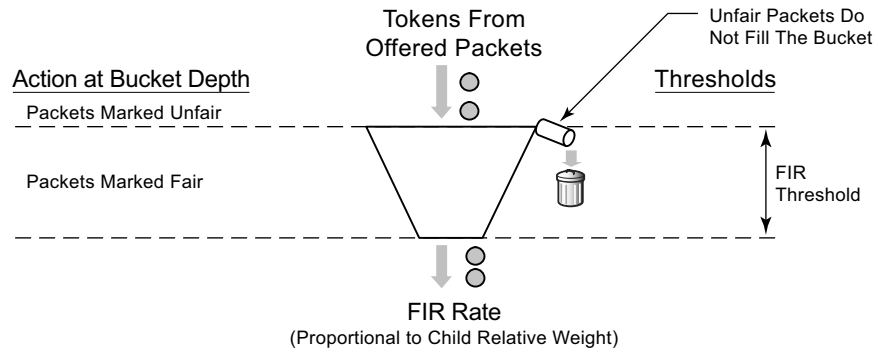 Tokens From
Offered Packets
Unfair Packets Do
Not Fill The Bucket
Action at Bucket Depth
Thresholds
Packets Marked Unfair
Packets Marked Fair
FIR
Threshold
FIR Rate
(Proportional to Child Relative Weight)